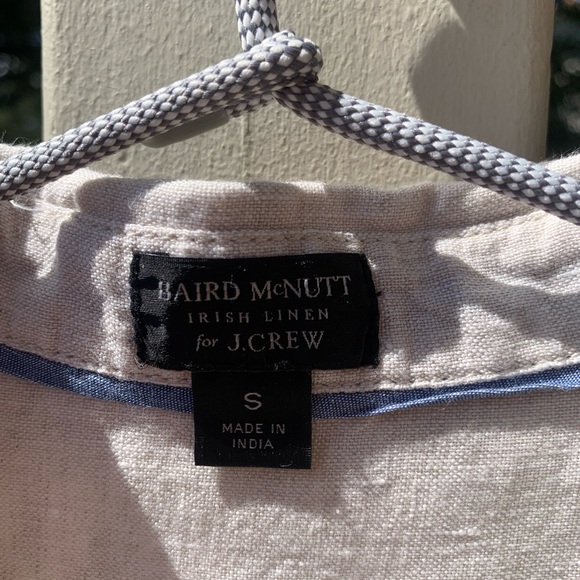 BAIRD McNUTT
IRISH LINEN
for J.CREW
S
MADE IN
INDIA